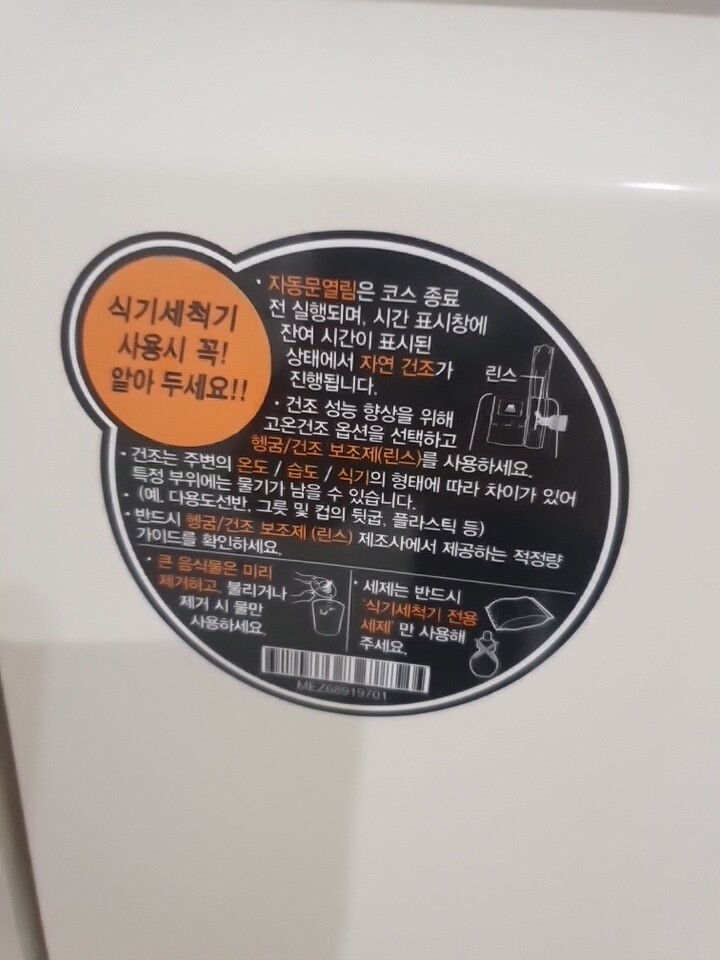 식기세척기
사용시 꼭!
알아 두세요!!
· 자동문열림은 코스 종료
전 실행되며, 시간 표시창에
잔여 시간이 표시된
상태에서 자연 건조가
진행됩니다.
· 건조 성능 향상을 위해
고온건조 옵션을 선택하고
헹굼/건조 보조제(린스)를 사용하세요.
린스
· 건조는 주변의 온도 / 습도 / 식기의 형태에 따라 차이가 있어
특정 부위에는 물기가 남을 수 있습니다.
· (예. 다용도선반, 그릇 및 컵의 뒷굽, 플라스틱 등)
· 반드시 헹굼/건조 보조제 (린스) 제조사에서 제공하는 적정량
가이드를 확인하세요.
· 큰 음식물은 미리
제거하고, 불리거나
제거 시 물만
사용하세요.
· 세제는 반드시
'식기세척기 전용
세제' 만 사용해
주세요.
MEZ68919701